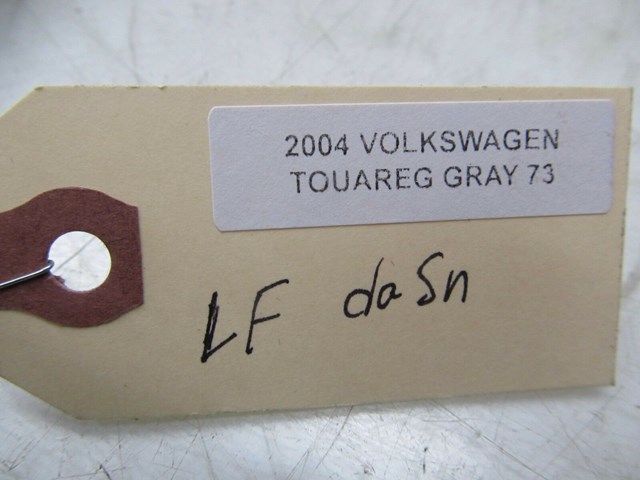 2004 VOLKSWAGEN
TOUAREG GRAY 73
LF daSn